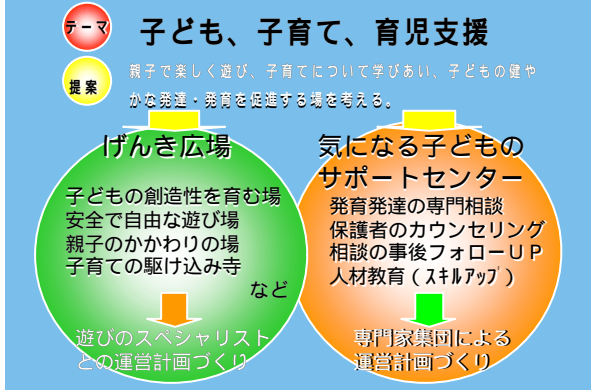 テーマ 子ども、子育て、育児支援
提案 親子で楽しく遊び、子育てについて学びあい、子どもの健や
かな発達・発育を促進する場を考える。
げんき広場
子どもの創造性を育む場
安全で自由な遊び場
親子のかかわりの場
子育ての駆け込み寺
など
遊びのスペシャリスト
との運営計画づくり
気になる子どもの
サポートセンター
発育発達の専門相談
保護者のカウンセリング
相談の事後フォローＵＰ
人材教育（ｽｷﾙｱｯﾌﾟ）
専門家集団による
運営計画づくり